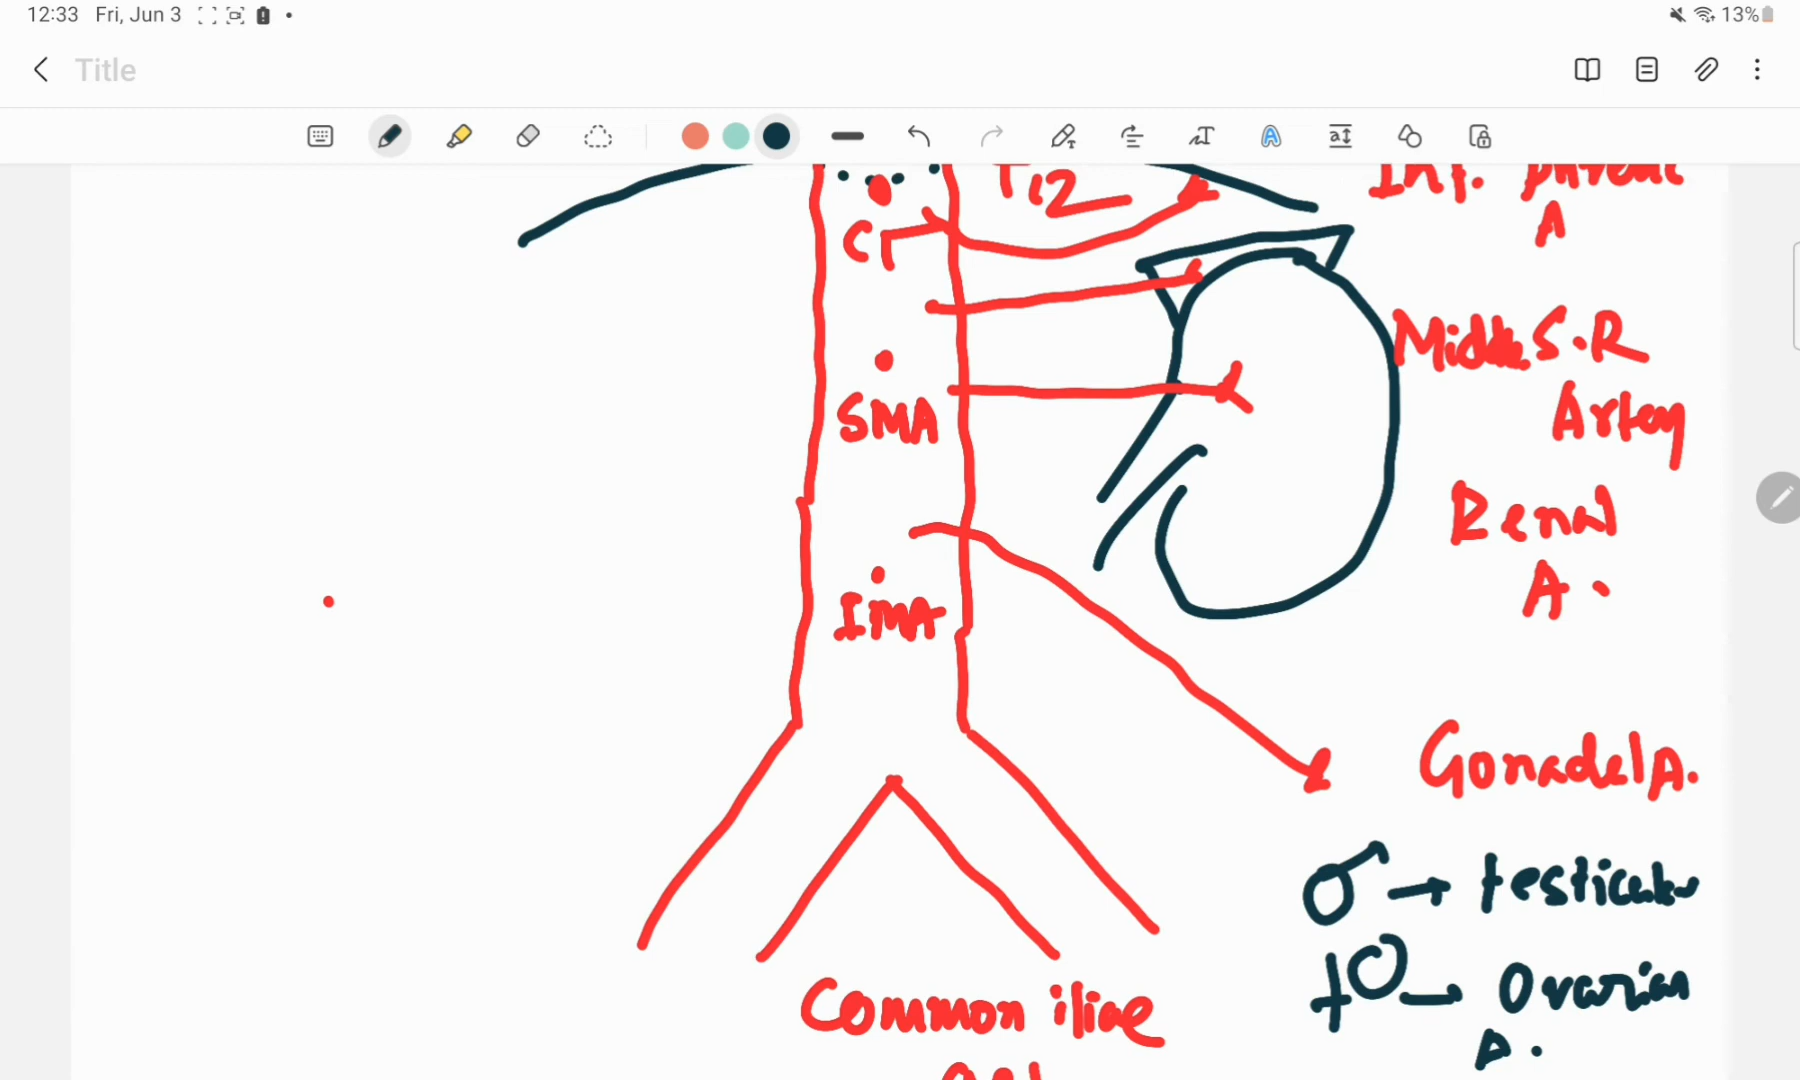 12:33 Fri, Jun 3
13%
Title
T12
Inf.
A
CT
Middle S.R
Artery
SMA
Renal
A.
IMA
Gonadal A.
♂ → testicular
♀ → Ovarian
A.
Common iliac